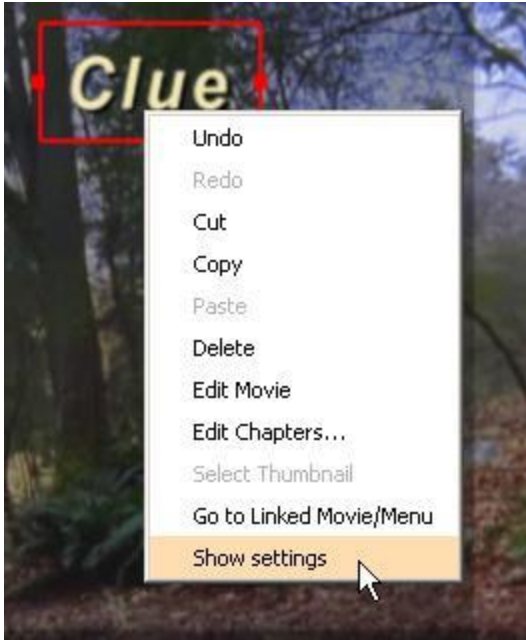 Clue
Undo
Redo
Cut
Copy
Paste
Delete
Edit Movie
Edit Chapters...
Select Thumbnail
Go to Linked Movie/Menu
Show settings